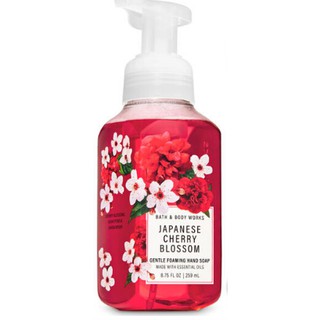 BATH & BODY WORKS
JAPANESE
CHERRY
BLOSSOM
GENTLE FOAMING HAND SOAP
MADE WITH ESSENTIAL OILS
8.75 FL OZ | 259 mL